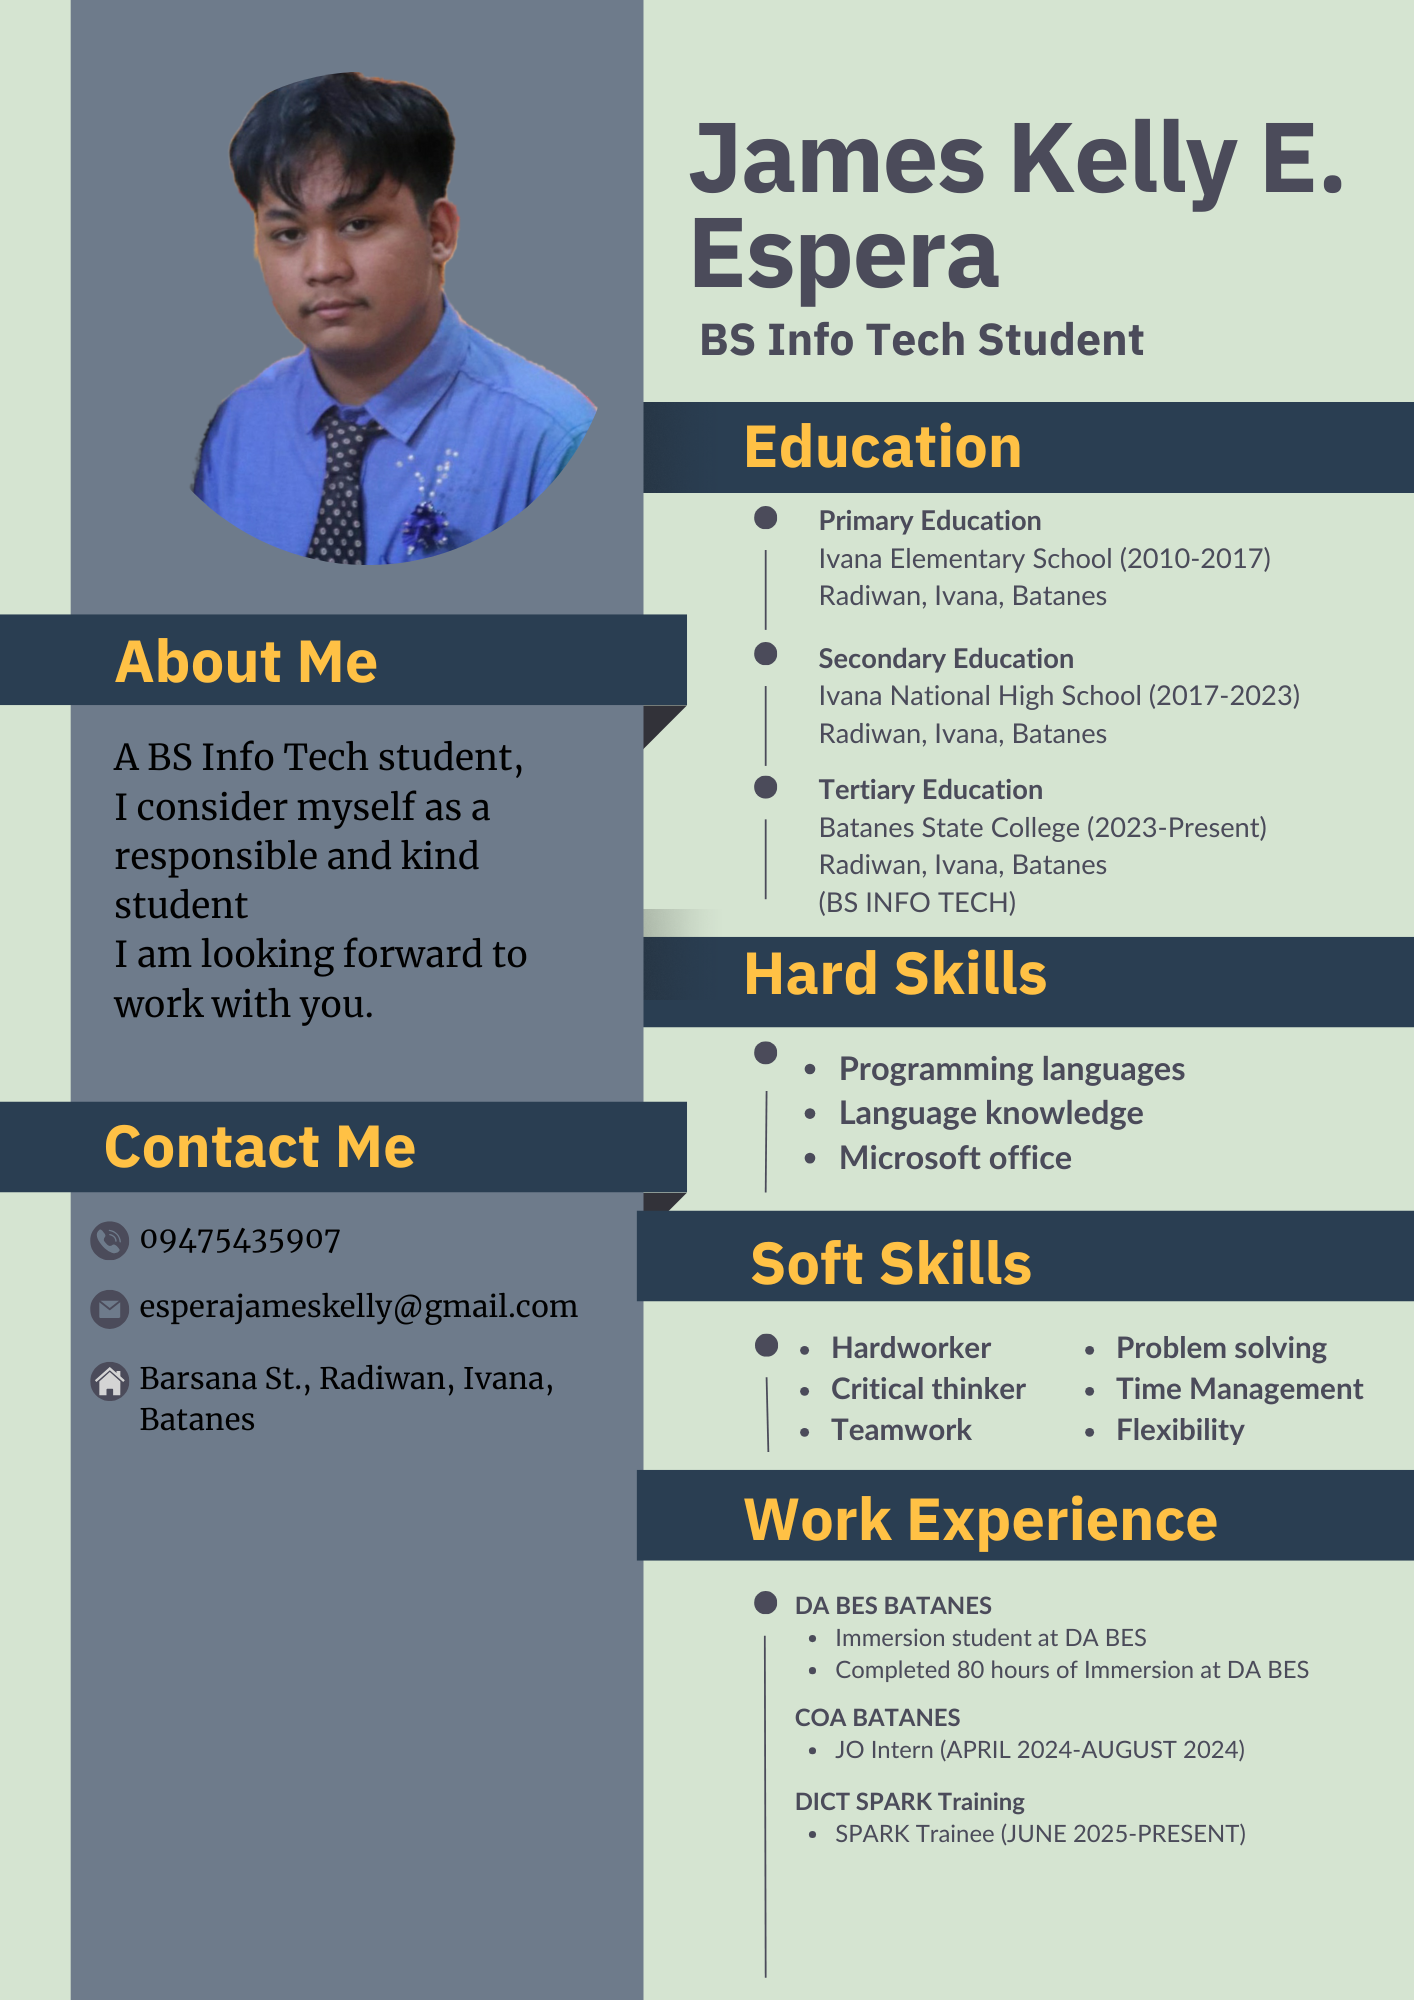 James Kelly E.
Espera
BS Info Tech Student
About Me
A BS Info Tech student,
I consider myself as a
responsible and kind
student
I am looking forward to
work with you.
Contact Me
09475435907
esperajameskelly@gmail.com
Barsana St., Radiwan, Ivana,
Batanes
Education
Primary Education
Ivana Elementary School (2010-2017)
Radiwan, Ivana, Batanes
Secondary Education
Ivana National High School (2017-2023)
Radiwan, Ivana, Batanes
Tertiary Education
Batanes State College (2023-Present)
Radiwan, Ivana, Batanes
(BS INFO TECH)
Hard Skills
• Programming languages
• Language knowledge
• Microsoft office
Soft Skills
• Hardworker
• Critical thinker
• Teamwork
• Problem solving
• Time Management
• Flexibility
Work Experience
DA BES BATANES
• Immersion student at DA BES
• Completed 80 hours of Immersion at DA BES
COA BATANES
• JO Intern (APRIL 2024-AUGUST 2024)
DICT SPARK Training
• SPARK Trainee (JUNE 2025-PRESENT)